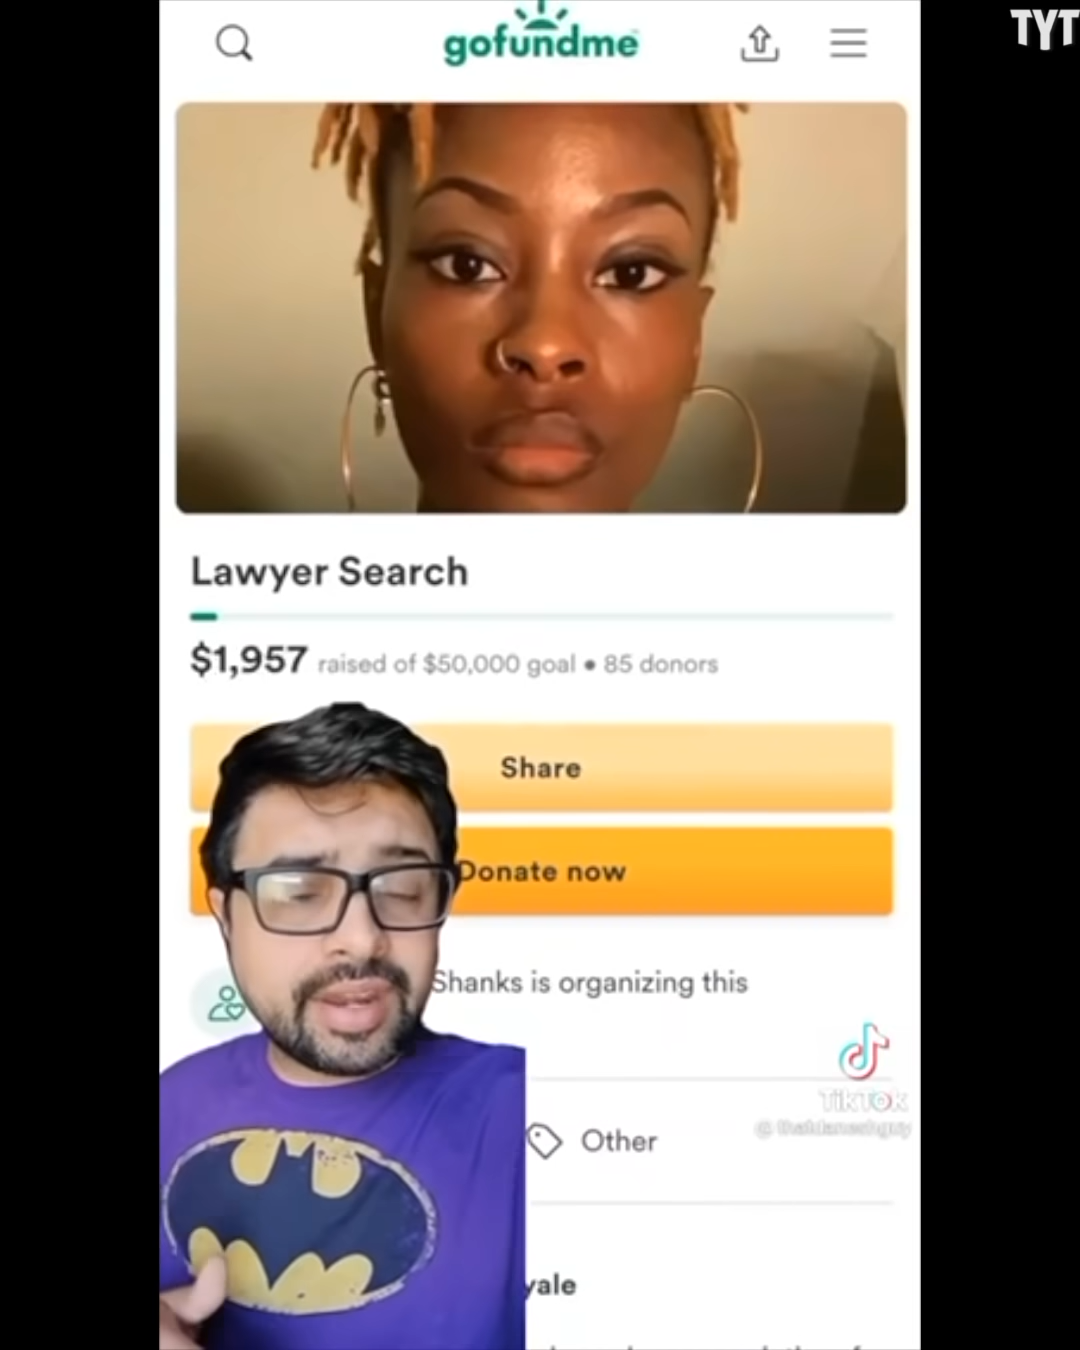 TYT
gofundme
Lawyer Search
$1,957 raised of $50,000 goal • 85 donors
Share
Donate now
Shanks is organizing this
TikTok
Other
yale